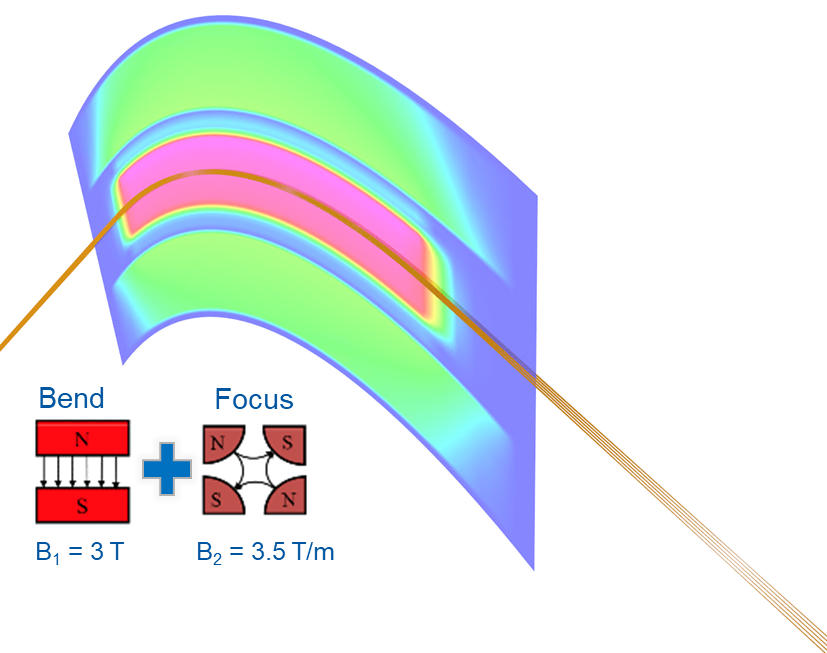 Bend
Focus
N
S
N
S
S
N
B₁ = 3 T
B₂ = 3.5 T/m